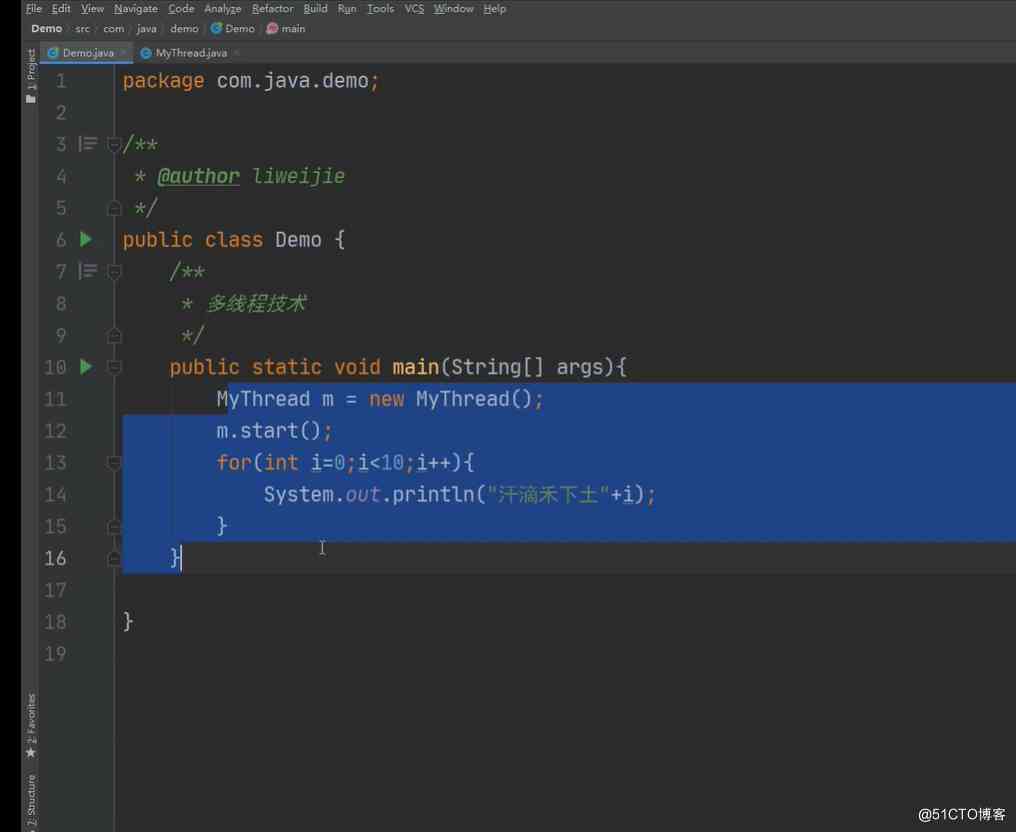 File Edit View Navigate Code Analyze Refactor Build Run Tools VCS Window Help
Demo src com java demo Demo main
Demo.java MyThread.java
1: Project
1 package com.java.demo;
2
3 /**
4 * @author liweijie
5 */
6 public class Demo {
7 /**
8 * 多线程技术
9 */
10 public static void main(String[] args){
11 MyThread m = new MyThread();
12 m.start();
13 for(int i=0;i<10;i++){
14 System.out.println("汗滴禾下土"+i);
15 }
16 }
17
18 }
19
2: Favorites
7: Structure
@51CTO博客